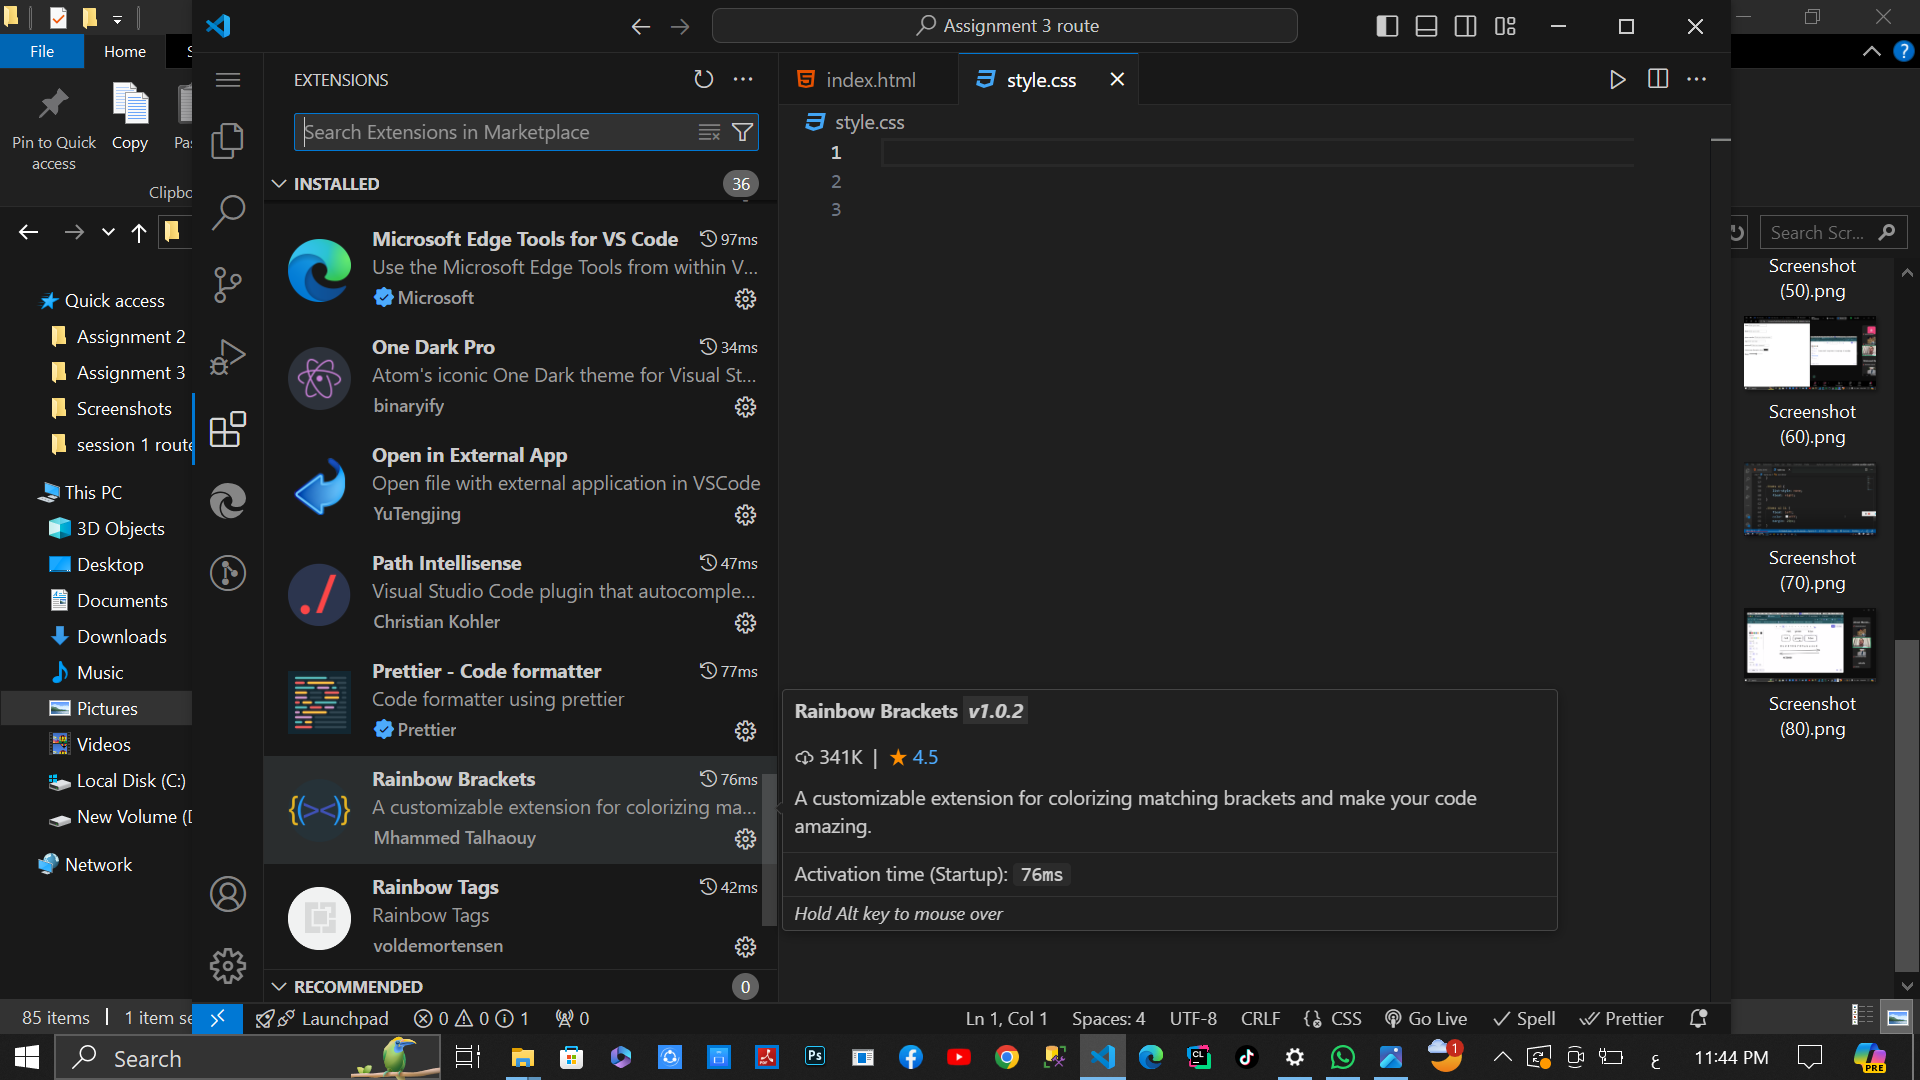 File
Home
Pin to Quick
access
Copy
Clipbo
Quick access
Assignment 2
Assignment 3
Screenshots
session 1 route
This PC
3D Objects
Desktop
Documents
Downloads
Music
Pictures
Videos
Local Disk (C:)
New Volume (D
Network
85 items
1 item se
Assignment 3 route
EXTENSIONS
Search Extensions in Marketplace
INSTALLED
36
Microsoft Edge Tools for VS Code
97ms
Use the Microsoft Edge Tools from within V...
Microsoft
One Dark Pro
34ms
Atom's iconic One Dark theme for Visual St...
binaryify
Open in External App
Open file with external application in VSCode
YuTengjing
Path Intellisense
47ms
Visual Studio Code plugin that autocomple...
Christian Kohler
Prettier - Code formatter
77ms
Code formatter using prettier
Prettier
Rainbow Brackets
76ms
A customizable extension for colorizing ma...
Mhammed Talhaouy
Rainbow Tags
42ms
Rainbow Tags
voldemortensen
RECOMMENDED
0
index.html
style.css
style.css
1
2
3
Rainbow Brackets v1.0.2
341K | 4.5
A customizable extension for colorizing matching brackets and make your code
amazing.
Activation time (Startup): 76ms
Hold Alt key to mouse over
Search Scr...
Screenshot
(50).png
Screenshot
(60).png
Screenshot
(70).png
Screenshot
(80).png
Launchpad
0
0
1
0
Ln 1, Col 1
Spaces: 4
UTF-8
CRLF
CSS
Go Live
Spell
Prettier
Search
Ps
CL
1
ع
11:44 PM
PRE